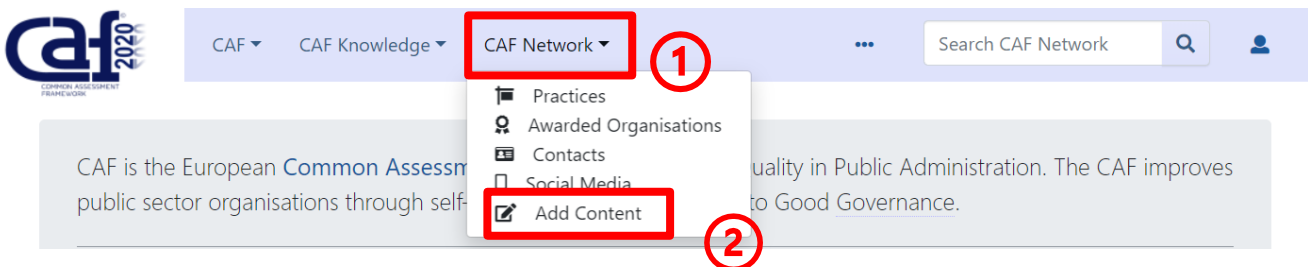 caf 2020
COMMON ASSESSMENT
FRAMEWORK
CAF
CAF Knowledge
CAF Network
1
Search CAF Network
Practices
Awarded Organisations
Contacts
Social Media
Add Content
2
CAF is the European Common Assessm uality in Public Administration. The CAF improves
public sector organisations through self- to Good Governance.